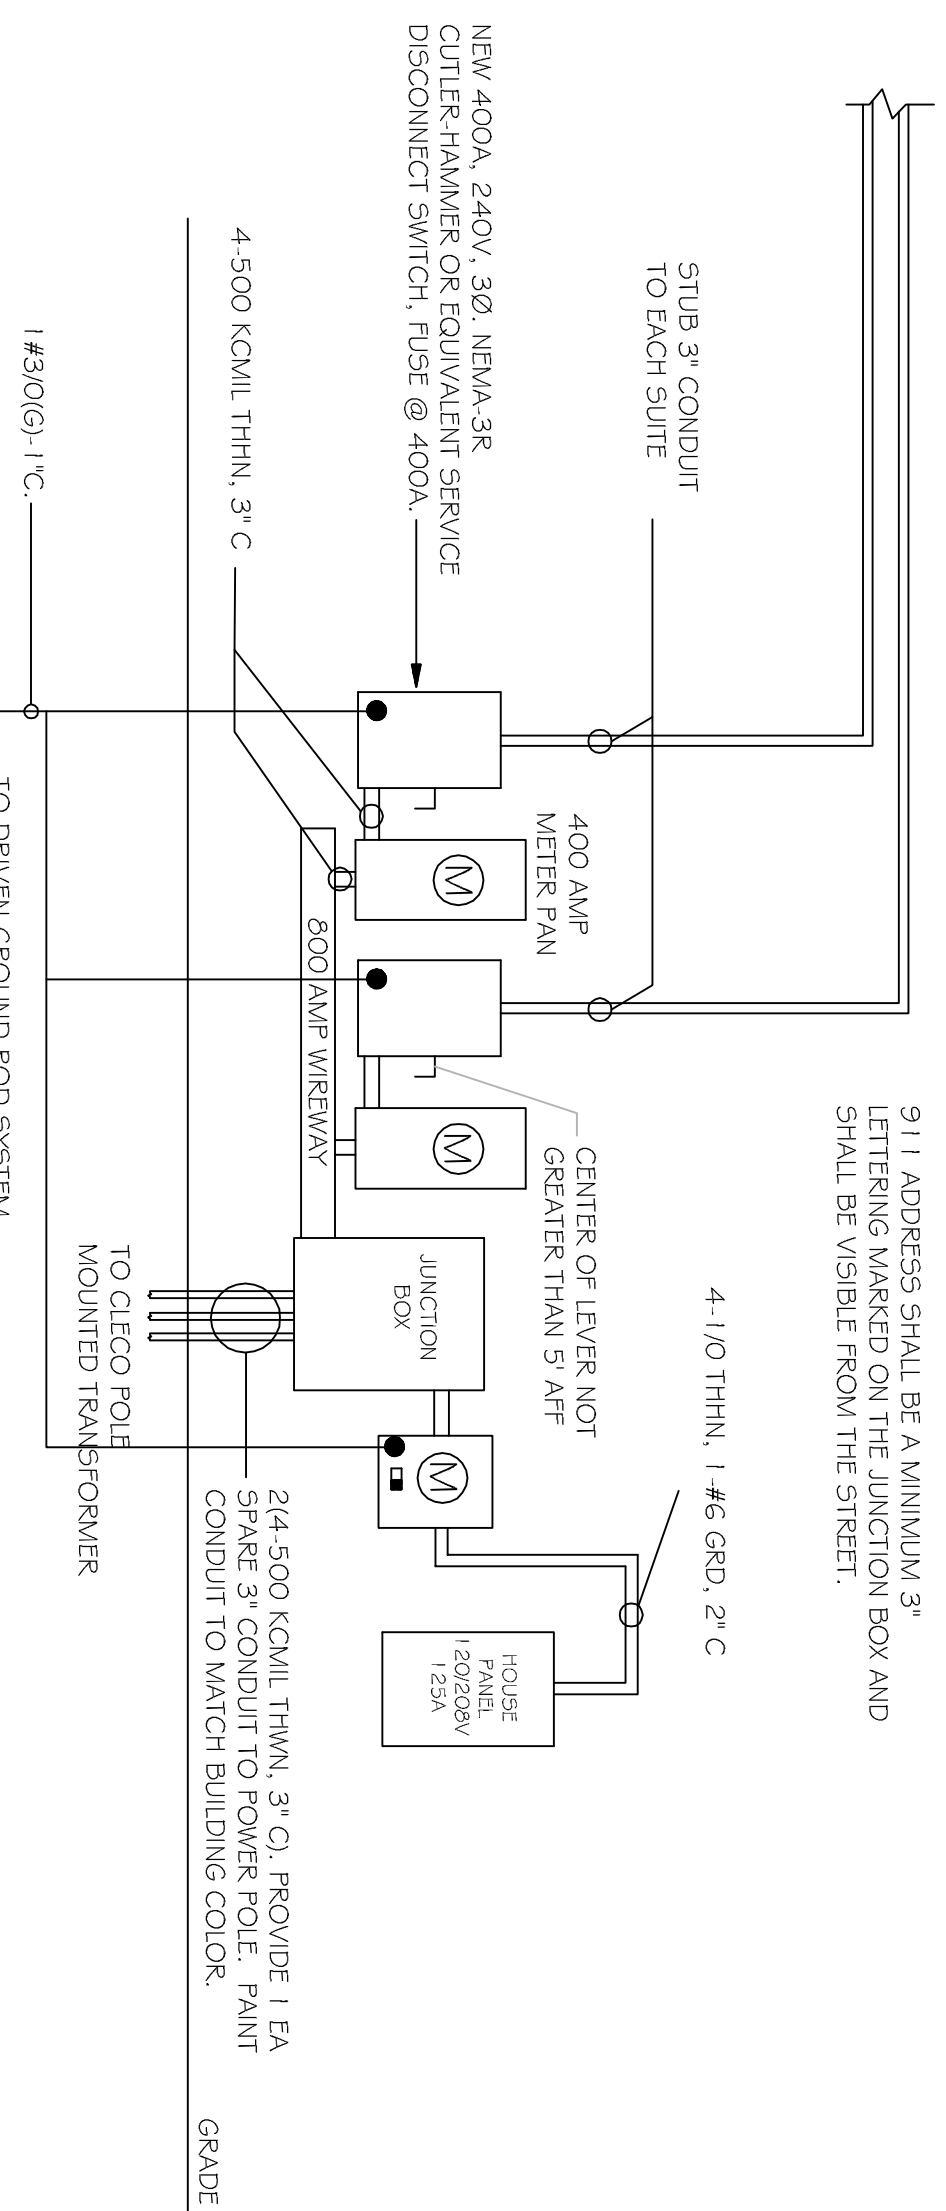 911 ADDRESS SHALL BE A MINIMUM 3"
LETTERING MARKED ON THE JUNCTION BOX AND
SHALL BE VISIBLE FROM THE STREET.
STUB 3" CONDUIT
TO EACH SUITE
4-1/0 THHN, 1-#6 GRD, 2" C
NEW 400A, 240V, 3Ø. NEMA-3R
CUTLER-HAMMER OR EQUIVALENT SERVICE
DISCONNECT SWITCH, FUSE @ 400A.
400 AMP
METER PAN
CENTER OF LEVER NOT
GREATER THAN 5' AFF
M
M
JUNCTION
BOX
M
HOUSE
PANEL
120/208V
125A
800 AMP WIREWAY
4-500 KCMIL THHN, 3" C
2(4-500 KCMIL THWN, 3" C). PROVIDE 1 EA
SPARE 3" CONDUIT TO POWER POLE. PAINT
CONDUIT TO MATCH BUILDING COLOR.
GRADE
TO CLECO POLE
MOUNTED TRANSFORMER
1#3/0(G)-1"C.
TO DRIVEN GROUND ROD SYSTEM